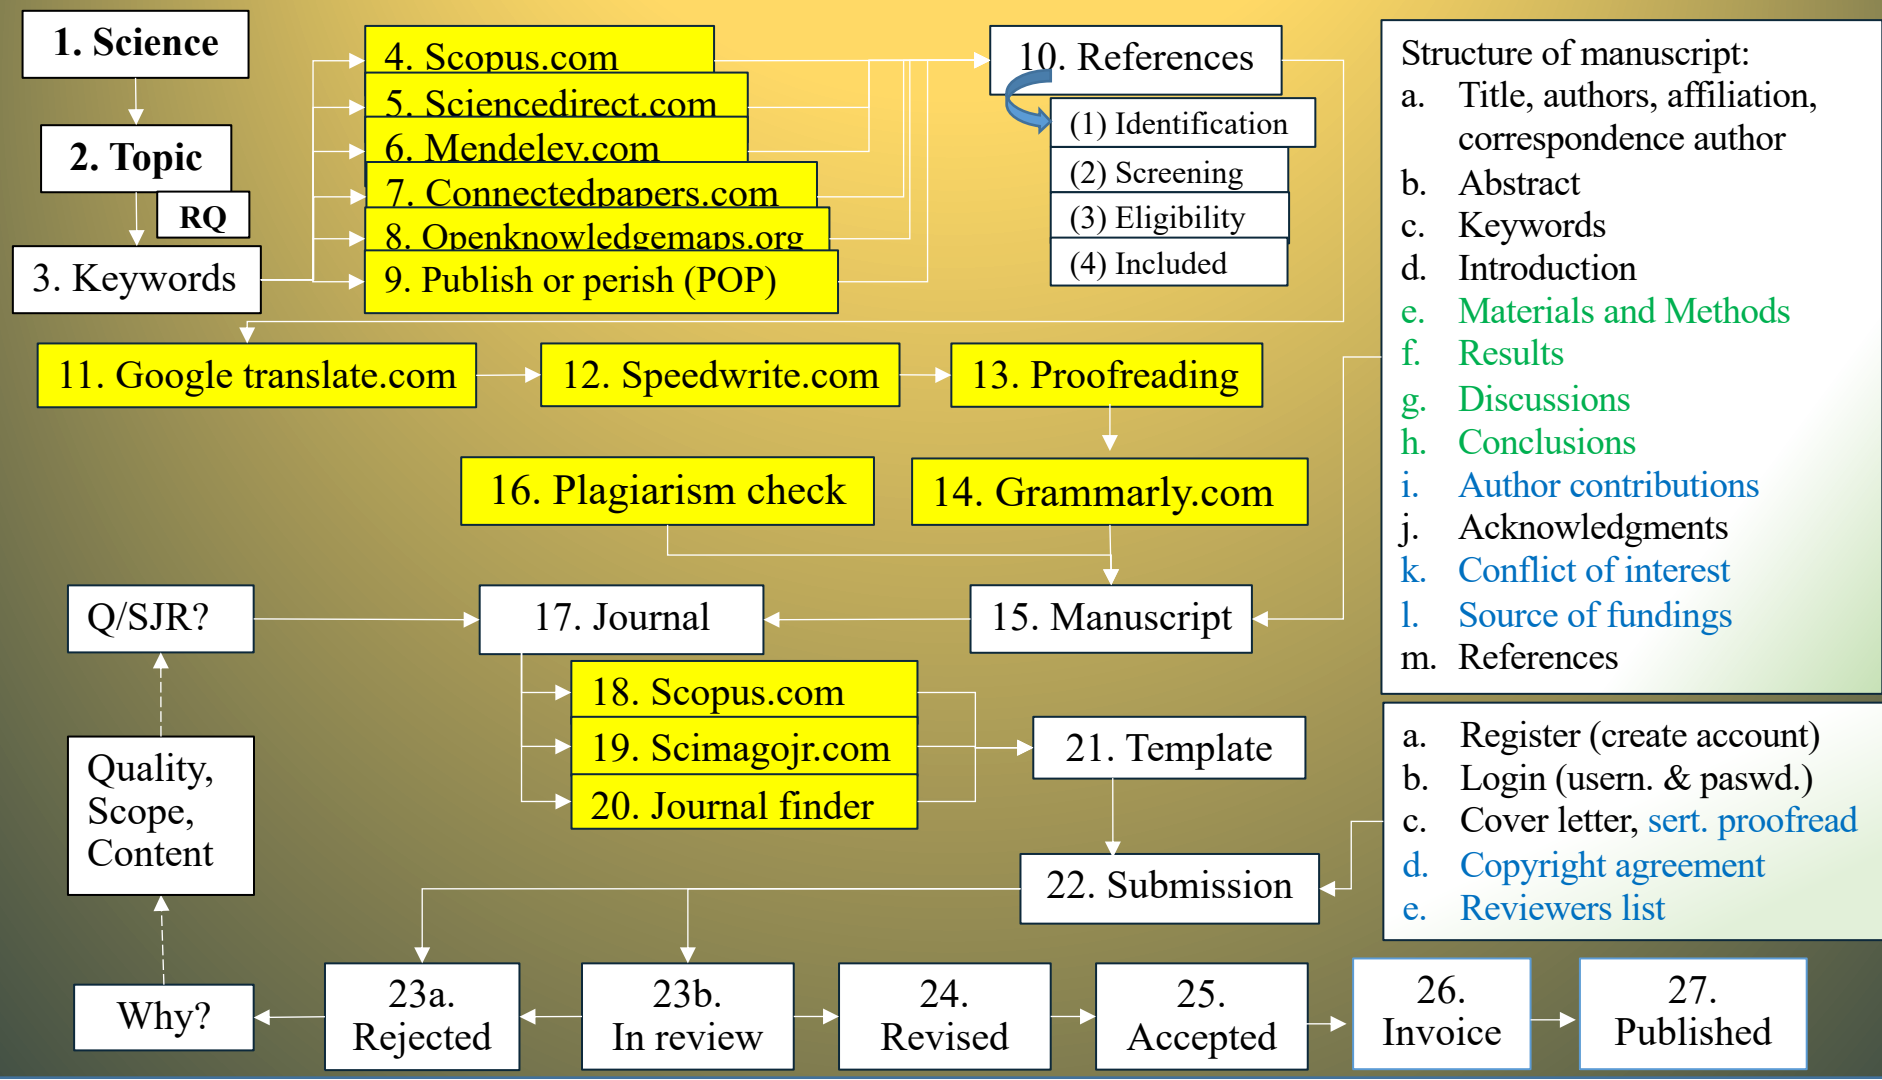 1. Science
2. Topic
RQ
3. Keywords
4. Scopus.com
5. Sciencedirect.com
6. Mendeley.com
7. Connectedpapers.com
8. Openknowledgemaps.org
9. Publish or perish (POP)
10. References
(1) Identification
(2) Screening
(3) Eligibility
(4) Included
11. Google translate.com
12. Speedwrite.com
13. Proofreading
16. Plagiarism check
14. Grammarly.com
Q/SJR?
17. Journal
15. Manuscript
18. Scopus.com
19. Scimagojr.com
20. Journal finder
21. Template
Quality,
Scope,
Content
22. Submission
Why?
23a.
Rejected
23b.
In review
24.
Revised
25.
Accepted
26.
Invoice
27.
Published
Structure of manuscript:
a. Title, authors, affiliation,
correspondence author
b. Abstract
c. Keywords
d. Introduction
e. Materials and Methods
f. Results
g. Discussions
h. Conclusions
i. Author contributions
j. Acknowledgments
k. Conflict of interest
l. Source of fundings
m. References
a. Register (create account)
b. Login (usern. & paswd.)
c. Cover letter, sert. proofread
d. Copyright agreement
e. Reviewers list